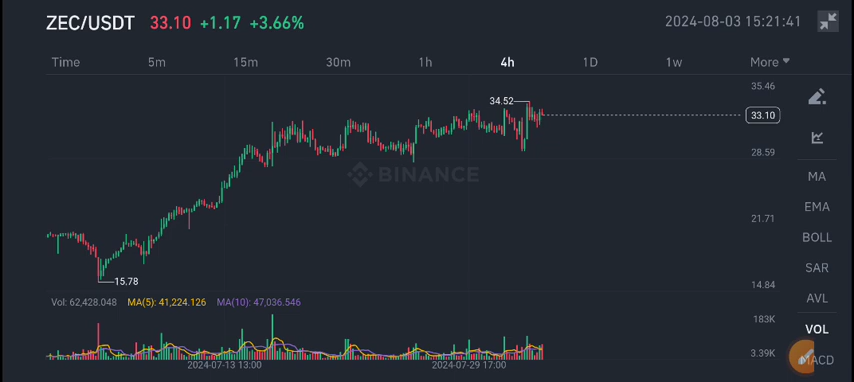 ZEC/USDT 33.10 +1.17 +3.66% 2024-08-03 15:21:41
Time 5m 15m 30m 1h 4h 1D 1w More
35.46
34.52
33.10
28.59
BINANCE
MA
EMA
21.71
BOLL
SAR
15.78
14.84
AVL
Vol: 62,428.048 MA(5): 41,224.126 MA(10): 47,036.546
183K
VOL
3.39K
MACD
2024-07-13 13:00 2024-07-29 17:00